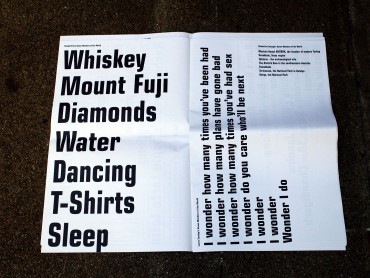 Whiskey
Mount Fuji
Diamonds
Water
Dancing
T-Shirts
Sleep
I wonder how many times you've been had
I wonder how many plans have gone bad
I wonder how many times you've had sex
I wonder do you care who'll be next
I wonder
I wonder
Wonder I do